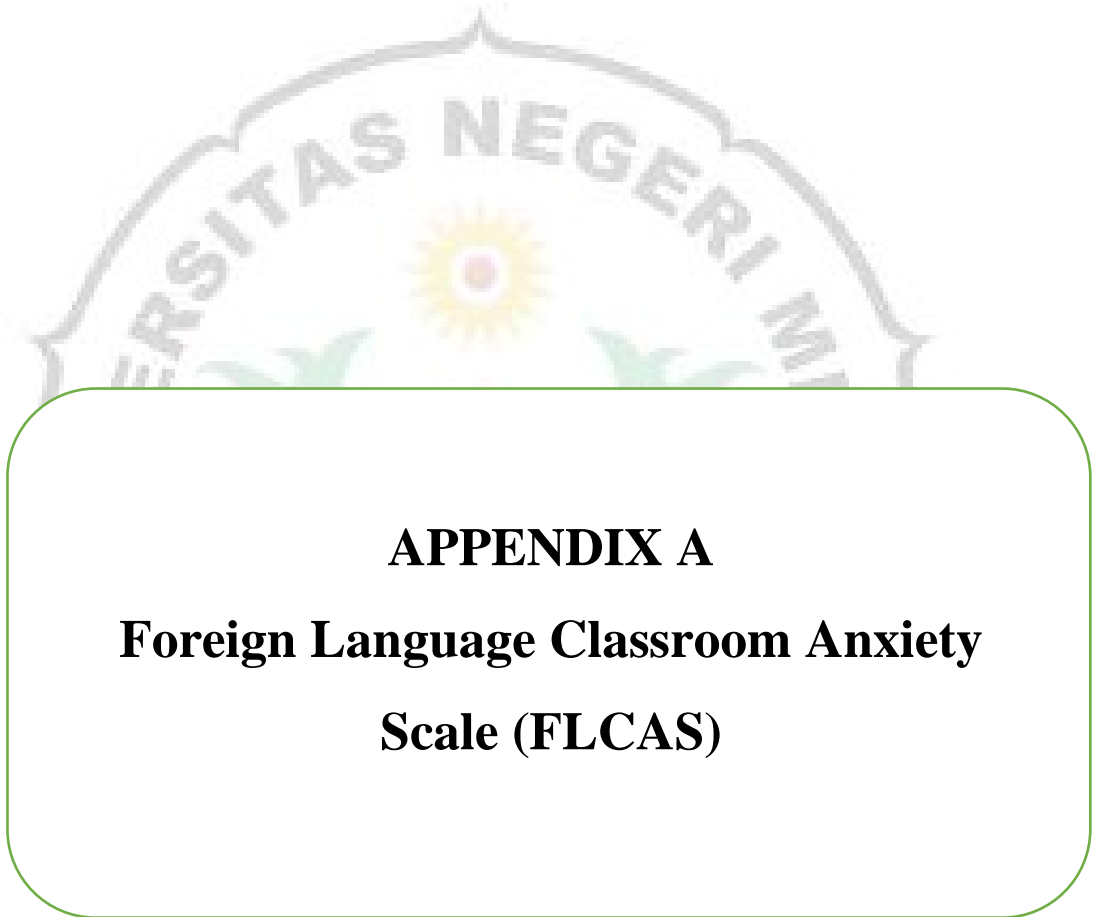 ERSITAS NEGERI M
APPENDIX A
Foreign Language Classroom Anxiety
Scale (FLCAS)